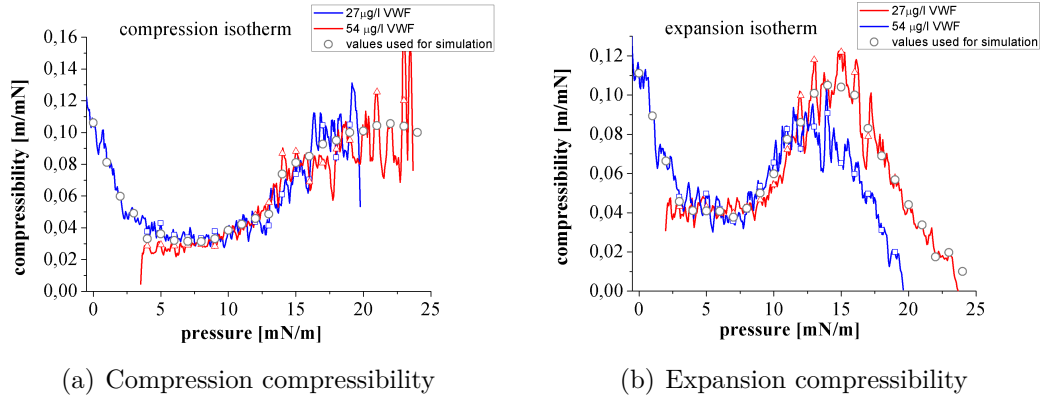 compression isotherm
27μg/l VWF
54 μg/l VWF
values used for simulation
0,16
0,14
0,12
0,10
0,08
0,06
0,04
0,02
0,00
compressibility [m/mN]
0 5 10 15 20 25
pressure [mN/m]
(a) Compression compressibility
expansion isotherm
27μg/l VWF
54 μg/l VWF
values used for simulation
0,12
0,10
0,08
0,06
0,04
0,02
0,00
compressibility [m/mN]
0 5 10 15 20 25
pressure [mN/m]
(b) Expansion compressibility